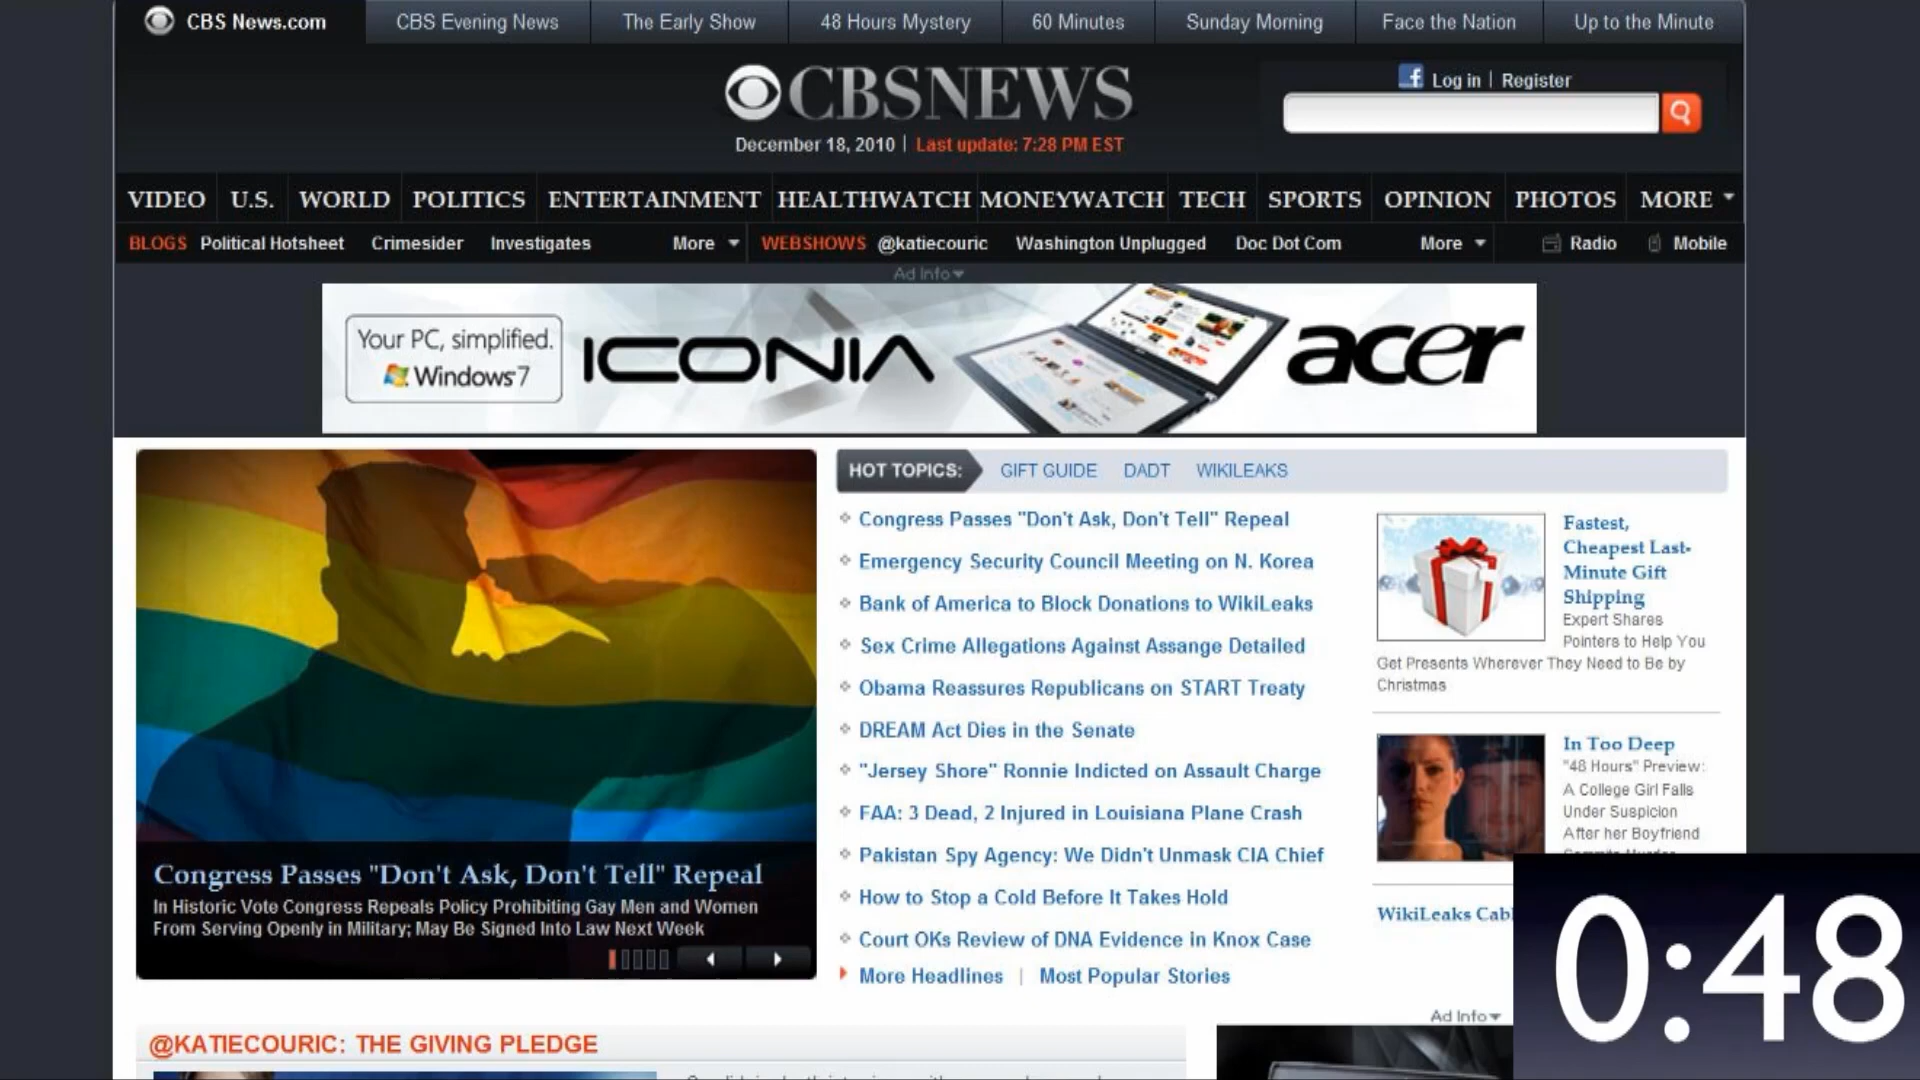 CBS News.com
CBS Evening News
The Early Show
48 Hours Mystery
60 Minutes
Sunday Morning
Face the Nation
Up to the Minute
CBSNEWS
December 18, 2010 | Last update: 7:28 PM EST
Log in | Register
VIDEO U.S. WORLD POLITICS ENTERTAINMENT HEALTHWATCH MONEYWATCH TECH SPORTS OPINION PHOTOS MORE
BLOGS Political Hotsheet Crimesider Investigates More WEBSHOWS @katiecouric Washington Unplugged Doc Dot Com More Radio Mobile
Ad Info
Your PC, simplified.
Windows 7
ICONIA
acer
Congress Passes "Don't Ask, Don't Tell" Repeal
In Historic Vote Congress Repeals Policy Prohibiting Gay Men and Women
From Serving Openly in Military; May Be Signed Into Law Next Week
HOT TOPICS: GIFT GUIDE DADT WIKILEAKS
Congress Passes "Don't Ask, Don't Tell" Repeal
Emergency Security Council Meeting on N. Korea
Bank of America to Block Donations to WikiLeaks
Sex Crime Allegations Against Assange Detailed
Obama Reassures Republicans on START Treaty
DREAM Act Dies in the Senate
"Jersey Shore" Ronnie Indicted on Assault Charge
FAA: 3 Dead, 2 Injured in Louisiana Plane Crash
Pakistan Spy Agency: We Didn't Unmask CIA Chief
How to Stop a Cold Before It Takes Hold
Court OKs Review of DNA Evidence in Knox Case
More Headlines | Most Popular Stories
Fastest,
Cheapest Last-
Minute Gift
Shipping
Expert Shares
Pointers to Help You
Get Presents Wherever They Need to Be by
Christmas
In Too Deep
"48 Hours" Preview:
A College Girl Falls
Under Suspicion
After her Boyfriend
WikiLeaks
Ad Info
0:48
@KATIECOURIC: THE GIVING PLEDGE